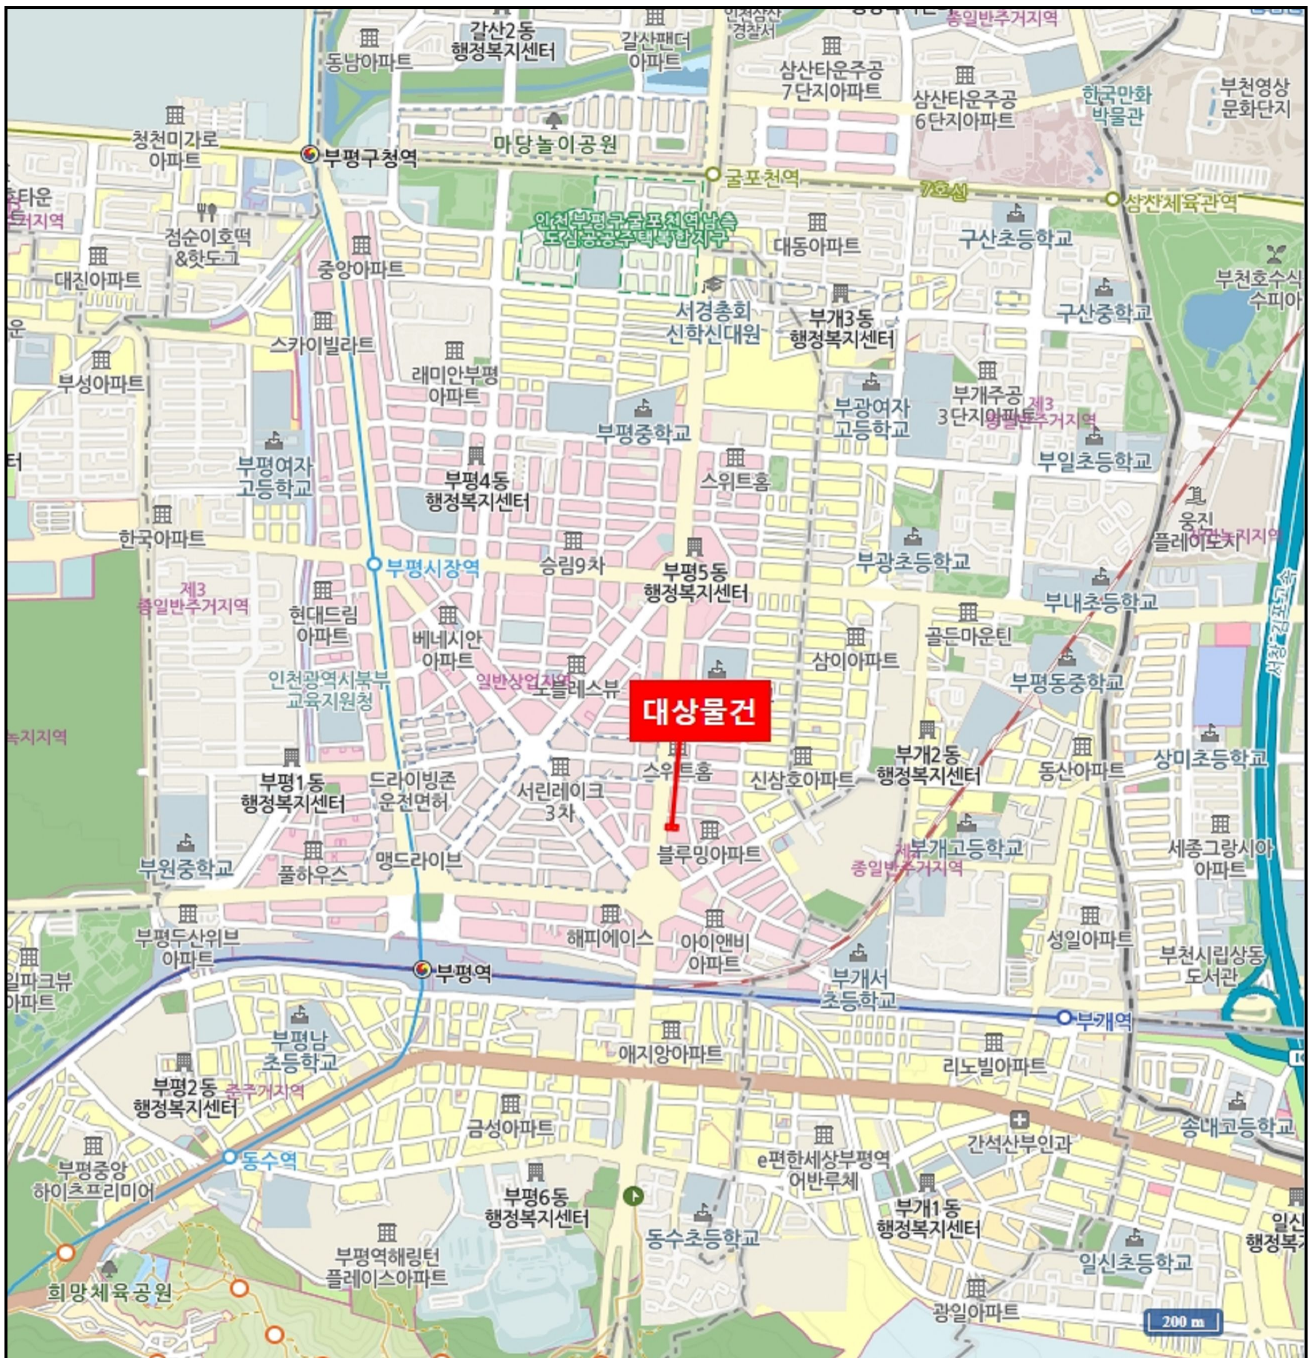 갈산2동
행정복지센터
갈산팬더
아파트
인천삼산
경찰서
종일반주거지역
동남아파트
삼산타운주공
7단지아파트
삼산타운주공
6단지아파트
한국만화
박물관
부천영상
문화단지
청천미가로
아파트
부평구청역
마당놀이공원
굴포천역
7호선
삼산체육관역
점순이호떡
&핫도그
인천부평구굴포천역남측
도심공공주택복합지구
대동아파트
구산초등학교
대진아파트
중앙아파트
부천호수식
수피아
서경총회
신학신대원
부개3동
행정복지센터
구산중학교
스카이빌라트
부성아파트
래미안부평
아파트
부평중학교
부광여자
고등학교
부개주공
3단지아파트
제3
종일반주거지역
부평여자
고등학교
부평4동
행정복지센터
스위트홈
부일초등학교
한국아파트
웅진
플레이도시
승림9차
부광초등학교
부평시장역
부평5동
행정복지센터
제3
종일반주거지역
현대드림
아파트
베네시안
아파트
부내초등학교
골든마운틴
서창김포고속
삼이아파트
인천광역시북부
교육지원청
일반상업지역
노블레스뷰
부평동중학교
대상물건
녹지지역
부평1동
행정복지센터
드라이빙존
운전면허
서린레이크
3차
스위트홈
신삼호아파트
부개2동
행정복지센터
동산아파트
상미초등학교
부원중학교
풀하우스
맹드라이브
블루밍아파트
부개고등학교
종일반주거지역
세종그랑시아
아파트
부평두산위브
아파트
해피에이스
아이앤비
아파트
성일아파트
부천시립상동
도서관
일파크뷰
아파트
부평역
부개서
초등학교
부개역
부평남
초등학교
애지앙아파트
리노빌아파트
부평2동
행정복지센터
준주거지역
금성아파트
간석산부인과
송내고등학교
동수역
부평중앙
하이츠프리미어
e편한세상부평역
어반루체
부평6동
행정복지센터
부개1동
행정복지센터
동수초등학교
일신
행정복
부평역해링턴
플레이스아파트
일신초등학교
희망체육공원
광일아파트
200 m